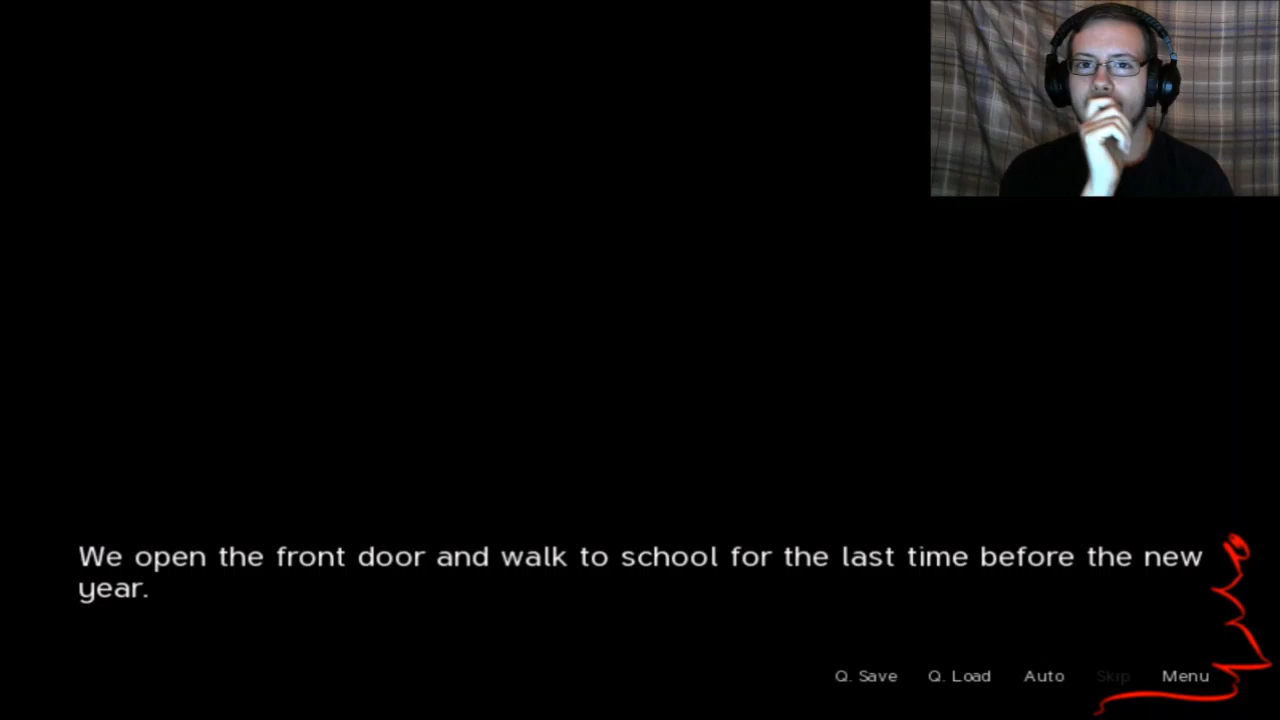 We open the front door and walk to school for the last time before the new
year.
Q. Save Q. Load Auto Skip Menu